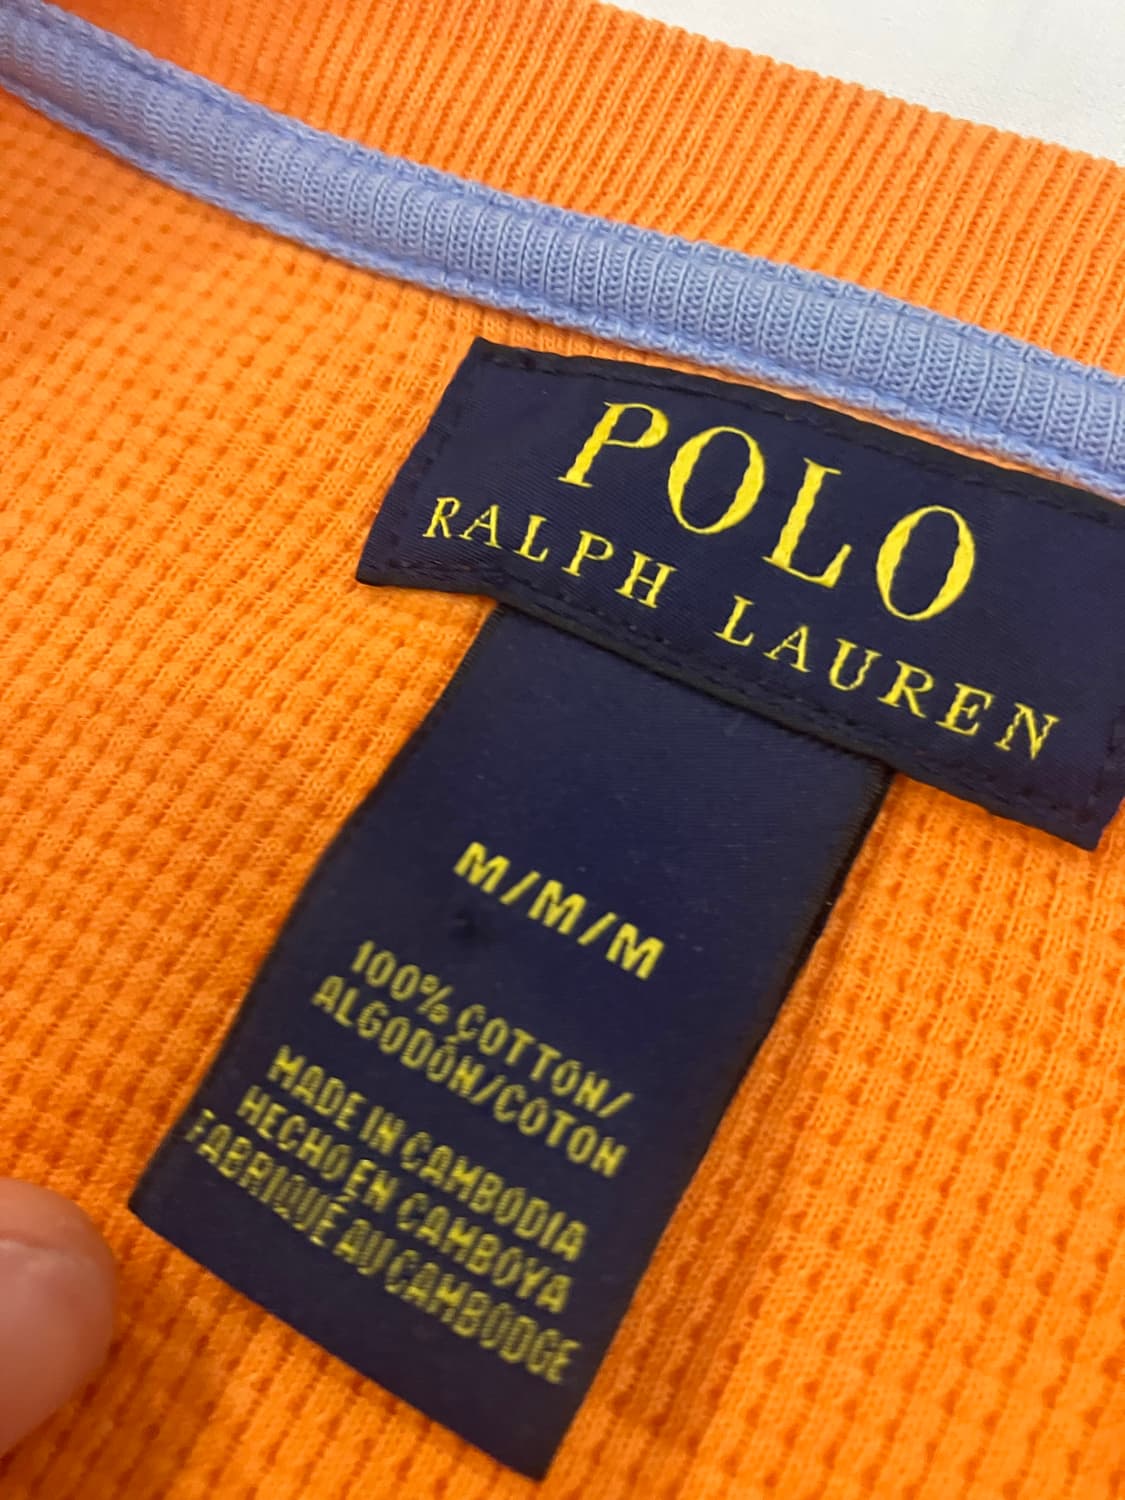 POLO
RALPH LAUREN
M/M/M
100% COTTON/
ALGODÓN/COTON
MADE IN CAMBODIA
HECHO EN CAMBOYA
FABRIQUÉ AU CAMBODGE